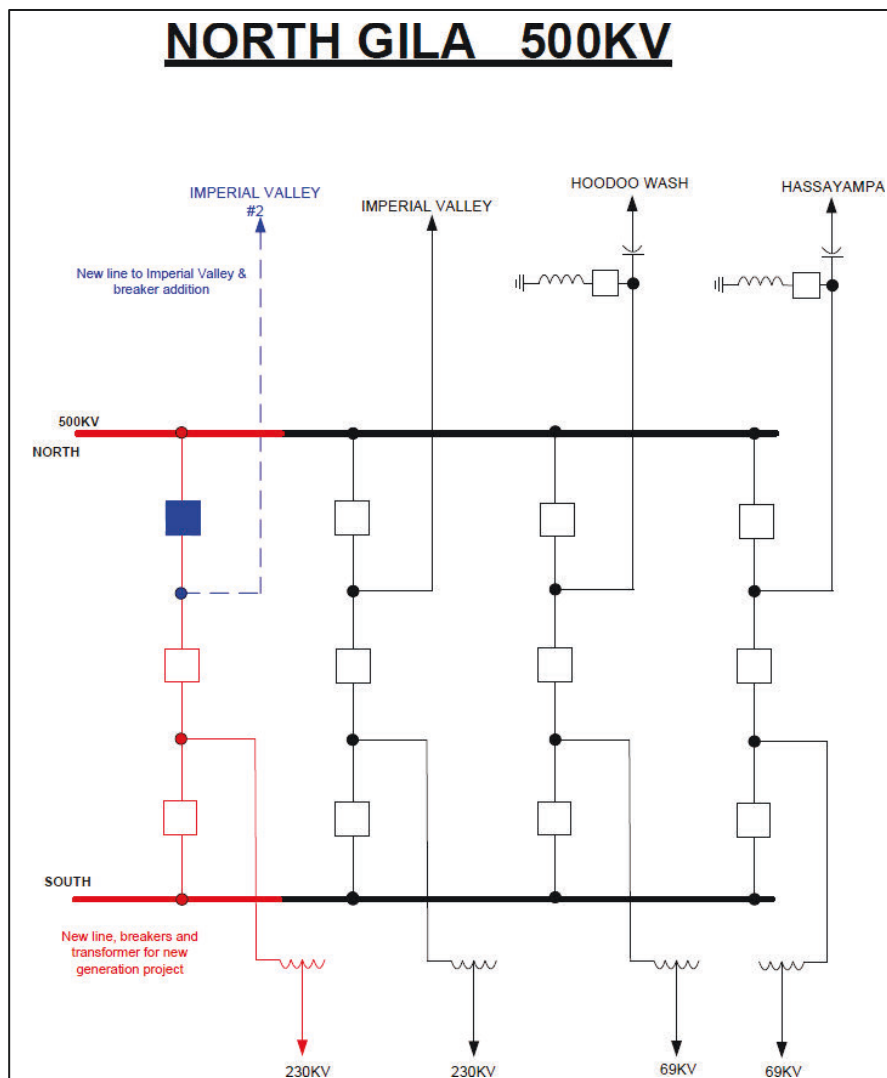 NORTH GILA 500KV
IMPERIAL VALLEY
#2
IMPERIAL VALLEY
HOODOO WASH
HASSAYAMPA
New line to Imperial Valley &
breaker addition
500KV
NORTH
SOUTH
New line, breakers and
transformer for new
generation project
230KV
230KV
69KV
69KV